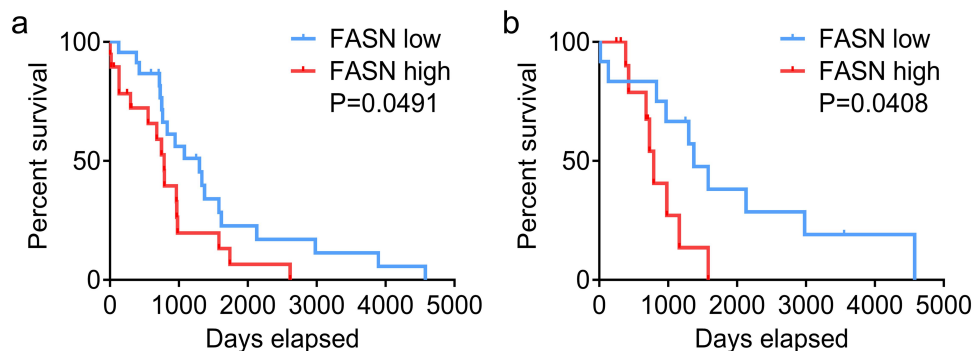 a
FASN low
FASN high
P=0.0491
Percent survival
100
50
0
0 1000 2000 3000 4000 5000
Days elapsed
b
FASN low
FASN high
P=0.0408
Percent survival
100
50
0
0 1000 2000 3000 4000 5000
Days elapsed